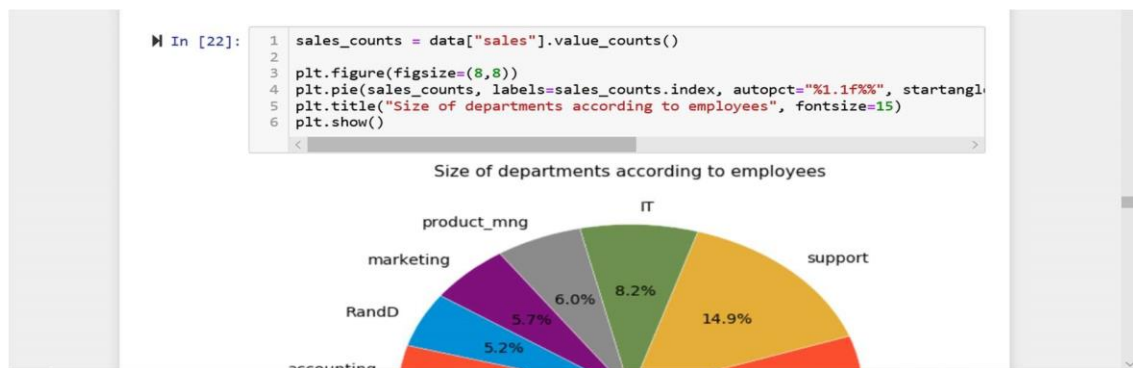 In [22]:
1 sales_counts = data["sales"].value_counts()
2
3 plt.figure(figsize=(8,8))
4 plt.pie(sales_counts, labels=sales_counts.index, autopct="%1.1f%%", startangl
5 plt.title("Size of departments according to employees", fontsize=15)
6 plt.show()
Size of departments according to employees
IT
product_mng
marketing
support
RandD
8.2%
6.0%
14.9%
5.7%
5.2%
accounting